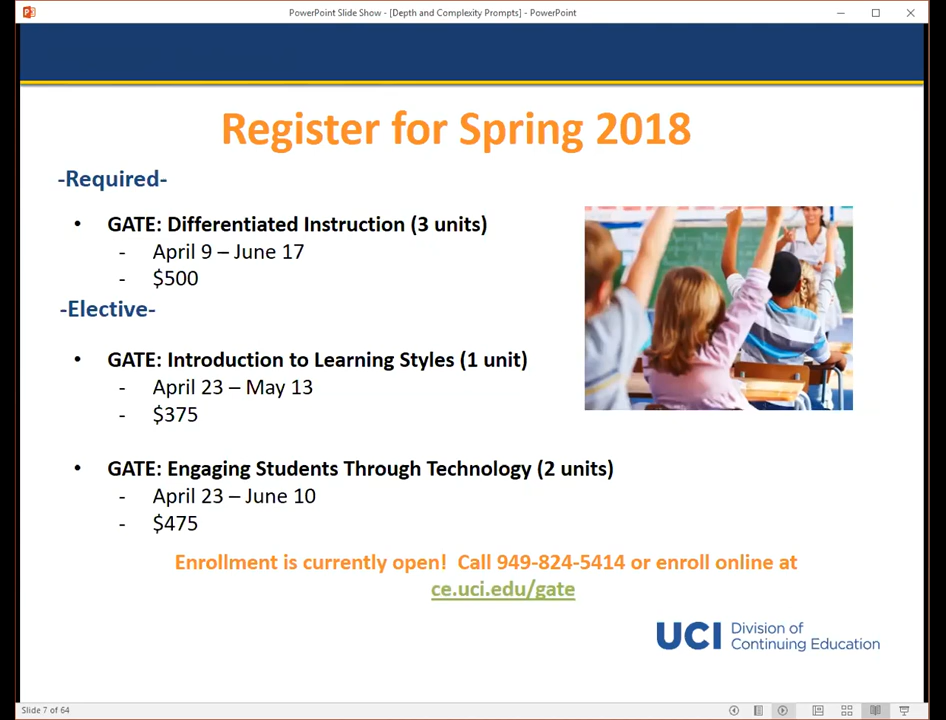 PowerPoint Slide Show - [Depth and Complexity Prompts] - PowerPoint
Register for Spring 2018
-Required-
• GATE: Differentiated Instruction (3 units)
- April 9 – June 17
- $500
-Elective-
• GATE: Introduction to Learning Styles (1 unit)
- April 23 – May 13
- $375
• GATE: Engaging Students Through Technology (2 units)
- April 23 – June 10
- $475
Enrollment is currently open!  Call 949-824-5414 or enroll online at
ce.uci.edu/gate
UCI Division of
Continuing Education
Slide 7 of 64